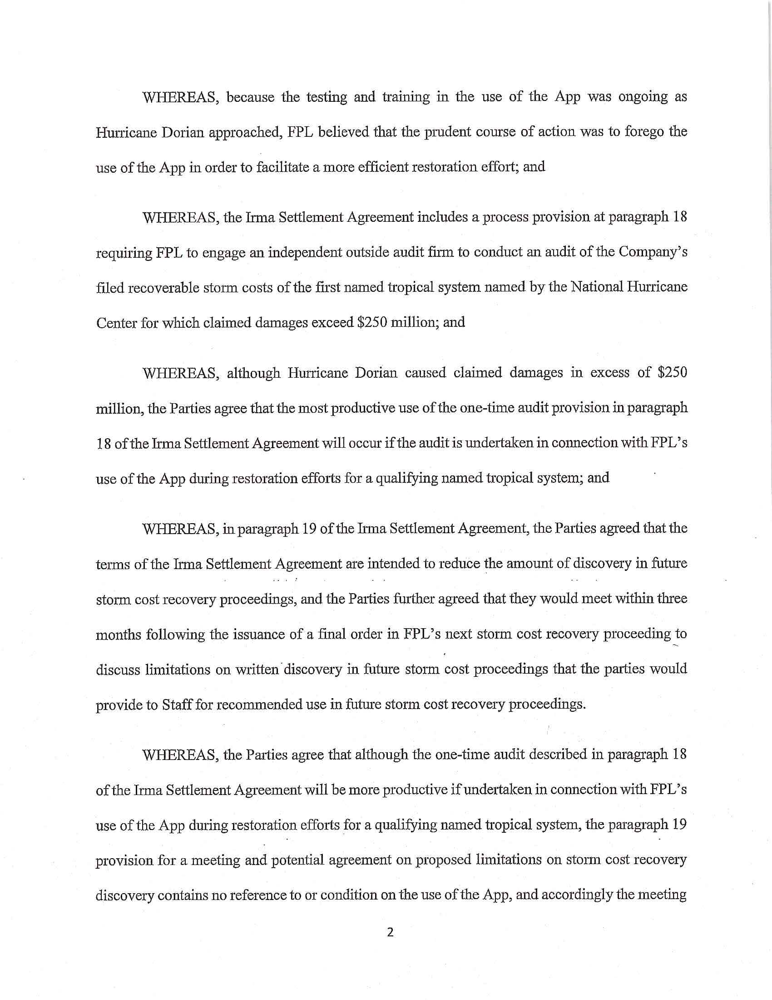 WHEREAS, because the testing and training in the use of the App was ongoing as
Hurricane Dorian approached, FPL believed that the prudent course of action was to forego the
use of the App in order to facilitate a more efficient restoration effort; and
WHEREAS, the Irma Settlement Agreement includes a process provision at paragraph 18
requiring FPL to engage an independent outside audit firm to conduct an audit of the Company's
filed recoverable storm costs of the first named tropical system named by the National Hurricane
Center for which claimed damages exceed $250 million; and
WHEREAS, although Hurricane Dorian caused claimed damages in excess of $250
million, the Parties agree that the most productive use of the one-time audit provision in paragraph
18 of the Irma Settlement Agreement will occur if the audit is undertaken in connection with FPL's
use of the App during restoration efforts for a qualifying named tropical system; and
WHEREAS, in paragraph 19 of the Irma Settlement Agreement, the Parties agreed that the
terms of the Irma Settlement Agreement are intended to reduce the amount of discovery in future
storm cost recovery proceedings, and the Parties further agreed that they would meet within three
months following the issuance of a final order in FPL's next storm cost recovery proceeding to
discuss limitations on written discovery in future storm cost proceedings that the parties would
provide to Staff for recommended use in future storm cost recovery proceedings.
WHEREAS, the Parties agree that although the one-time audit described in paragraph 18
of the Irma Settlement Agreement will be more productive if undertaken in connection with FPL's
use of the App during restoration efforts for a qualifying named tropical system, the paragraph 19
provision for a meeting and potential agreement on proposed limitations on storm cost recovery
discovery contains no reference to or condition on the use of the App, and accordingly the meeting
2